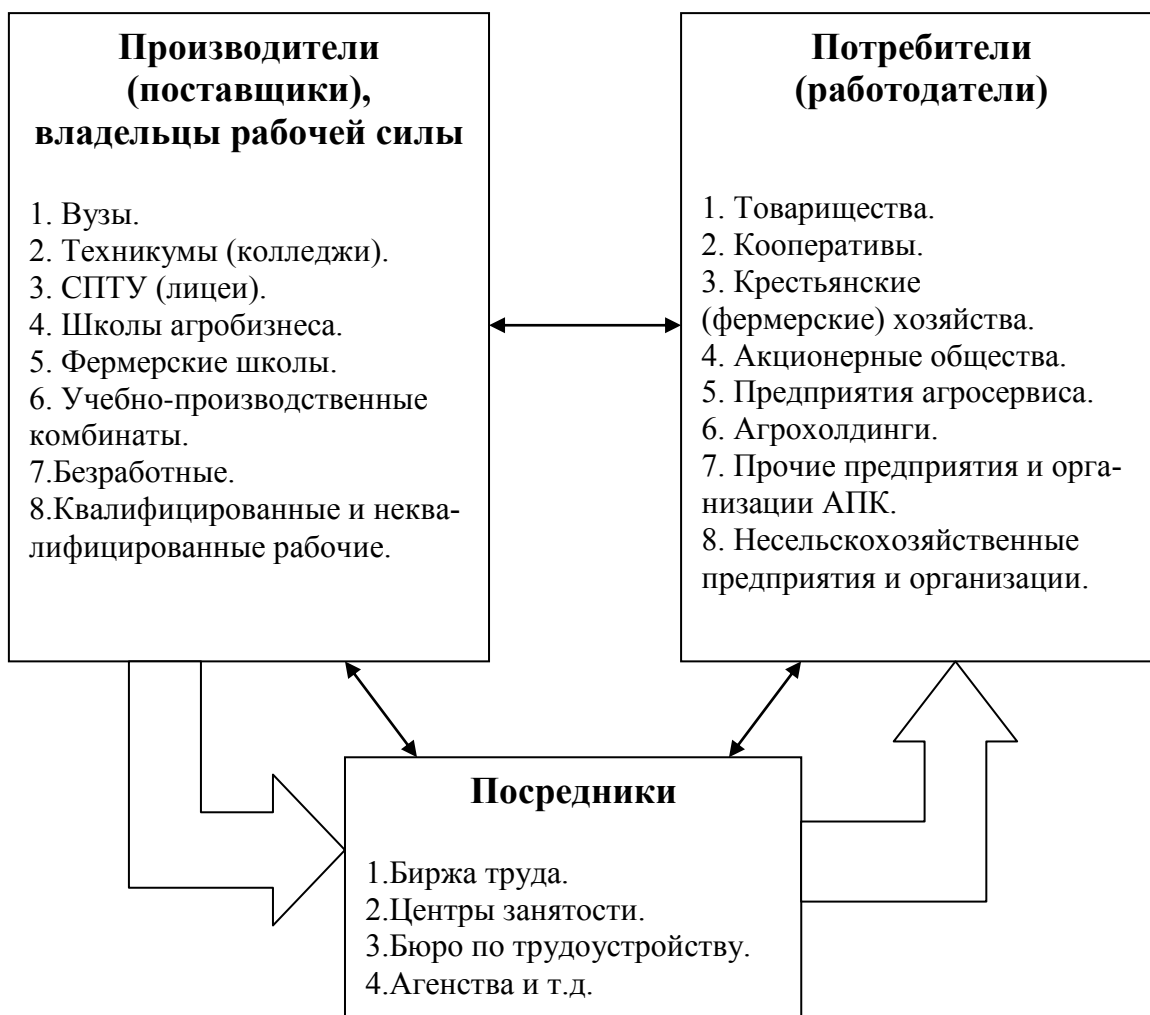 Производители
(поставщики),
владельцы рабочей силы
1. Вузы.
2. Техникумы (колледжи).
3. СПТУ (лицеи).
4. Школы агробизнеса.
5. Фермерские школы.
6. Учебно-производственные
комбинаты.
7.Безработные.
8.Квалифицированные и неква-
лифицированные рабочие.
Потребители
(работодатели)
1. Товарищества.
2. Кооперативы.
3. Крестьянские
(фермерские) хозяйства.
4. Акционерные общества.
5. Предприятия агросервиса.
6. Агрохолдинги.
7. Прочие предприятия и орга-
низации АПК.
8. Несельскохозяйственные
предприятия и организации.
Посредники
1.Биржа труда.
2.Центры занятости.
3.Бюро по трудоустройству.
4.Агенства и т.д.